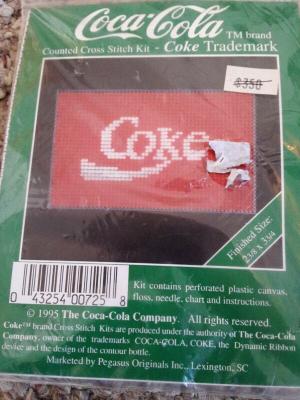 Coca-Cola TM brand
Counted Cross Stitch Kit - Coke Trademark
$350
Coke
Finished Size:
2 3/8 x 3 3/4
0 43254 00725 8
Kit contains perforated plastic canvas,
floss, needle, chart and instructions.
© 1995 The Coca-Cola Company. All rights reserved.
Coke™ brand Cross Stitch Kits are produced under the authority of The Coca-Cola
Company, owner of the trademarks COCA-COLA, COKE, the Dynamic Ribbon
device and the design of the contour bottle.
Marketed by Pegasus Originals Inc., Lexington, SC